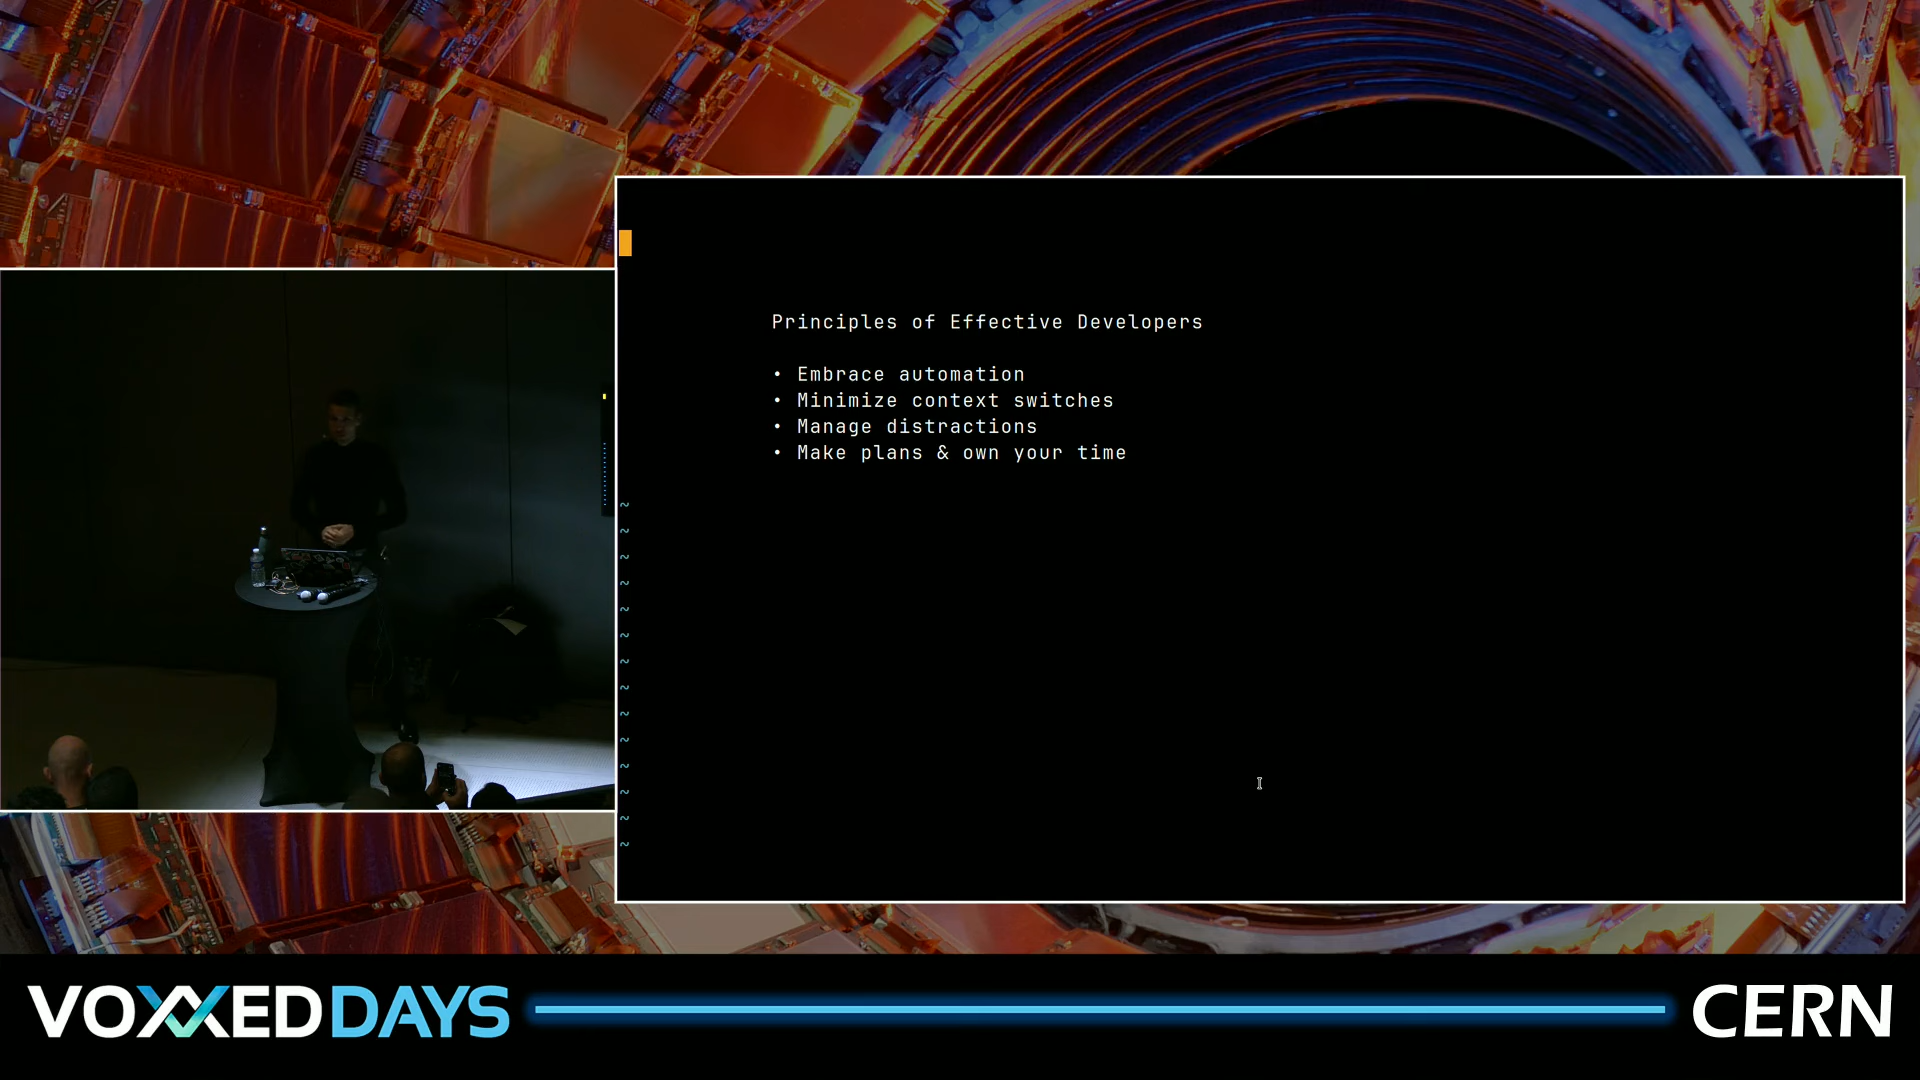 Principles of Effective Developers
• Embrace automation
• Minimize context switches
• Manage distractions
• Make plans & own your time
~
~
~
~
~
~
~
~
~
~
~
~
~
~
VOXXEDDAYS
CERN